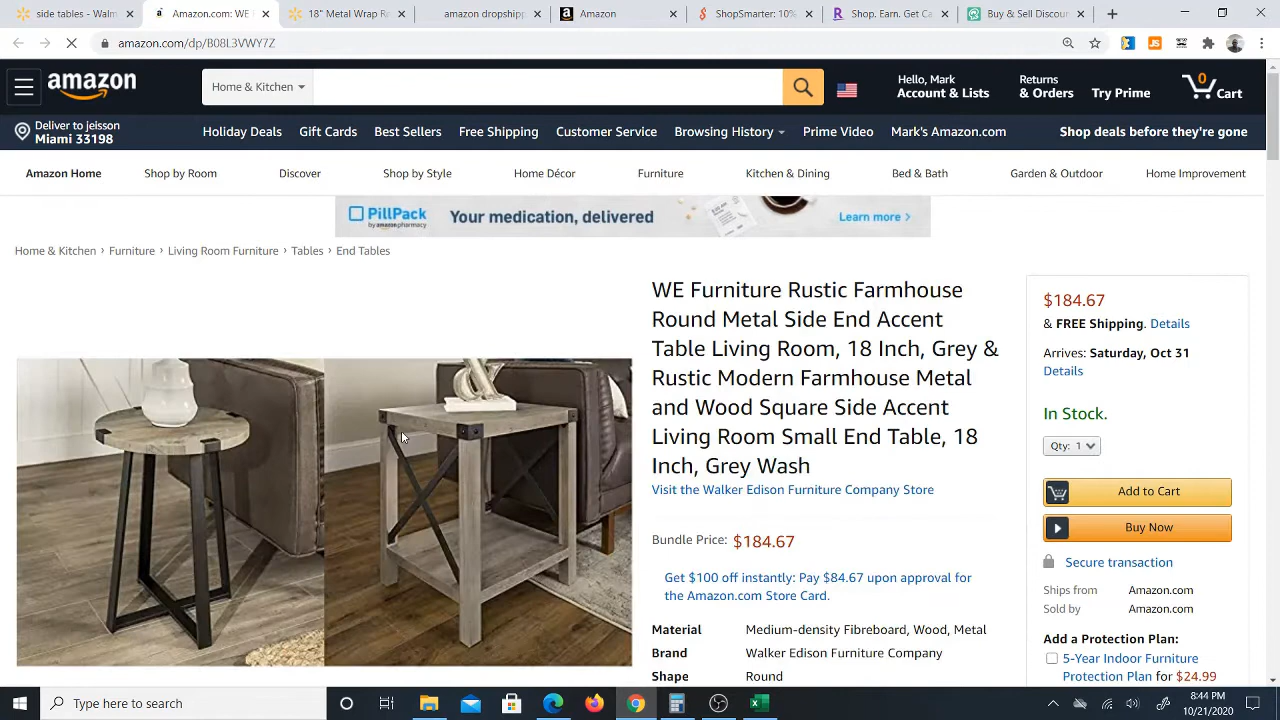 side tables - Walm
Amazon.com: WE
18" Metal Wrap R
amazon dropshipp
Amazon
ShopSmarter: 10%
Shop. Earn. Get Ca
Buy & Sell Discoun
amazon.com/dp/B08L3VWY7Z
amazon
Home & Kitchen
Hello, Mark
Account & Lists
Returns
& Orders
Try Prime
0
Cart
Deliver to jeisson
Miami 33198
Holiday Deals
Gift Cards
Best Sellers
Free Shipping
Customer Service
Browsing History
Prime Video
Mark's Amazon.com
Shop deals before they're gone
Amazon Home
Shop by Room
Discover
Shop by Style
Home Décor
Furniture
Kitchen & Dining
Bed & Bath
Garden & Outdoor
Home Improvement
PillPack
by amazon pharmacy
Your medication, delivered
Learn more >
Home & Kitchen › Furniture › Living Room Furniture › Tables › End Tables
WE Furniture Rustic Farmhouse
Round Metal Side End Accent
Table Living Room, 18 Inch, Grey &
Rustic Modern Farmhouse Metal
and Wood Square Side Accent
Living Room Small End Table, 18
Inch, Grey Wash
Visit the Walker Edison Furniture Company Store
Bundle Price: $184.67
Get $100 off instantly: Pay $84.67 upon approval for
the Amazon.com Store Card.
Material Medium-density Fibreboard, Wood, Metal
Brand Walker Edison Furniture Company
Shape Round
$184.67
& FREE Shipping. Details
Arrives: Saturday, Oct 31
Details
In Stock.
Qty: 1
Add to Cart
Buy Now
Secure transaction
Ships from Amazon.com
Sold by Amazon.com
Add a Protection Plan:
5-Year Indoor Furniture
Protection Plan for $24.99
Type here to search
8:44 PM
10/21/2020